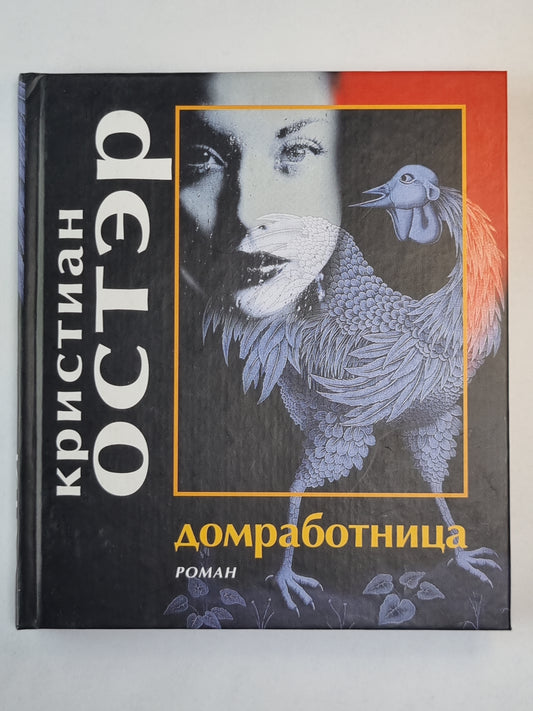 кристиан
остэр
домработница
РОМАН